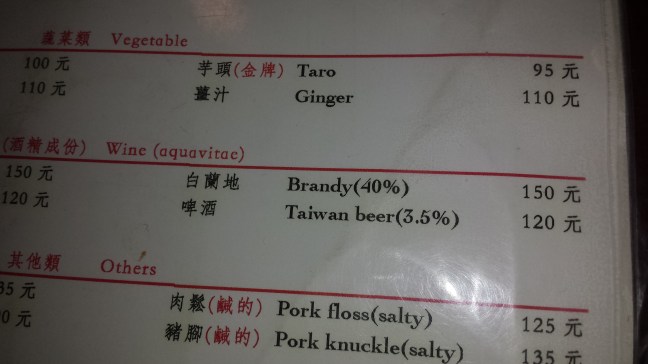 蔬菜類 Vegetable
100 元 芋頭(金牌) Taro 95 元
110 元 薑汁 Ginger 110 元
(酒精成份) Wine (aquavitae)
150 元 白蘭地 Brandy(40%) 150 元
120 元 啤酒 Taiwan beer(3.5%) 120 元
其他類 Others
元 肉鬆(鹹的) Pork floss(salty) 125 元
元 豬腳(鹹的) Pork knuckle(salty) 135 元